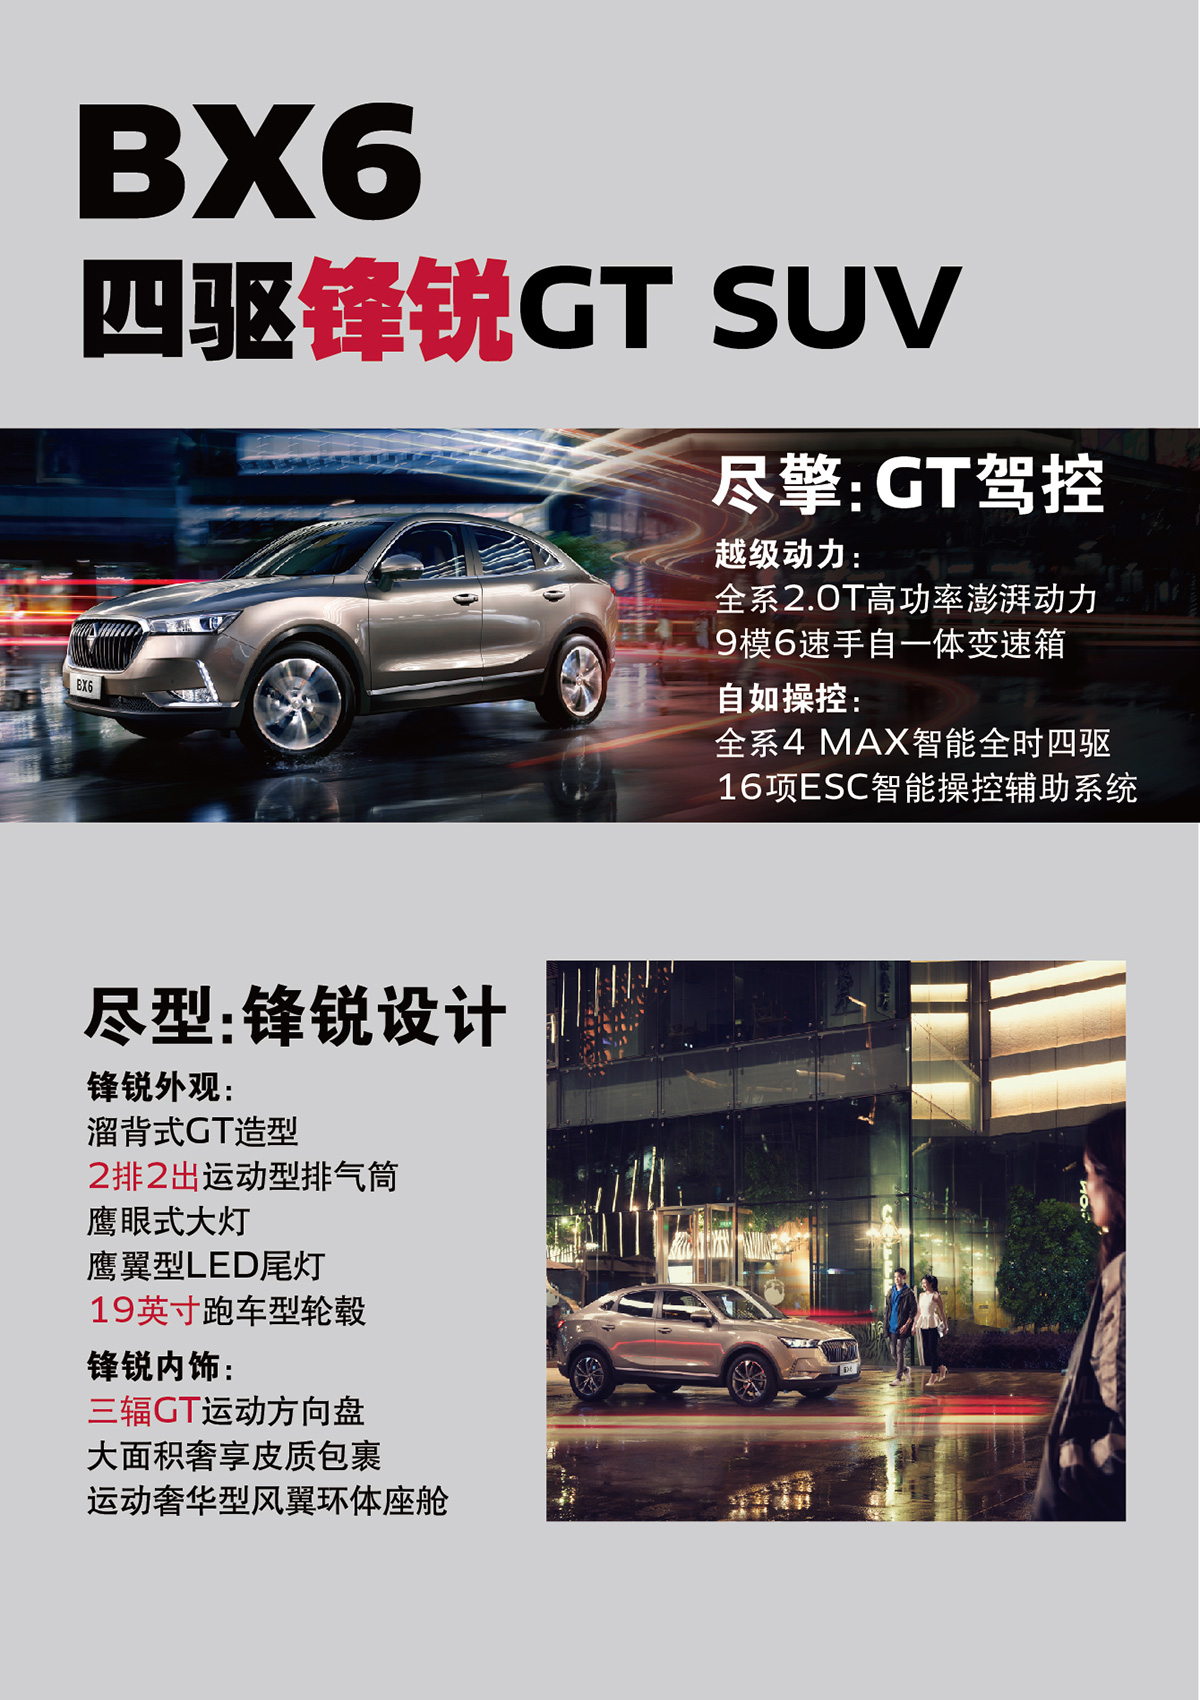 BX6
四驱锋锐GT SUV
尽擎:GT驾控
越级动力:
全系2.0T高功率澎湃动力
9模6速手自一体变速箱
自如操控:
全系4 MAX智能全时四驱
16项ESC智能操控辅助系统
BX6
尽型:锋锐设计
锋锐外观:
溜背式GT造型
2排2出运动型排气筒
鹰眼式大灯
鹰翼型LED尾灯
19英寸跑车型轮毂
锋锐内饰:
三辐GT运动方向盘
大面积奢享皮质包裹
运动奢华型风翼环体座舱
BX6